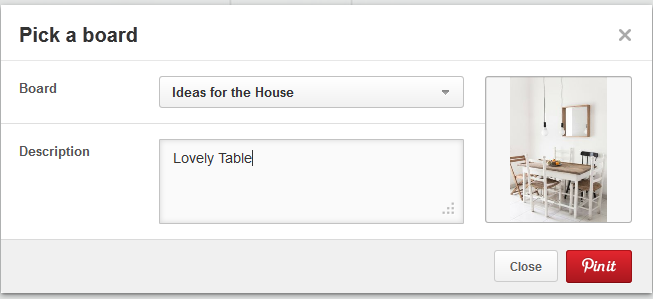 Pick a board
Board
Ideas for the House
Description
Lovely Table
Close
Pin it